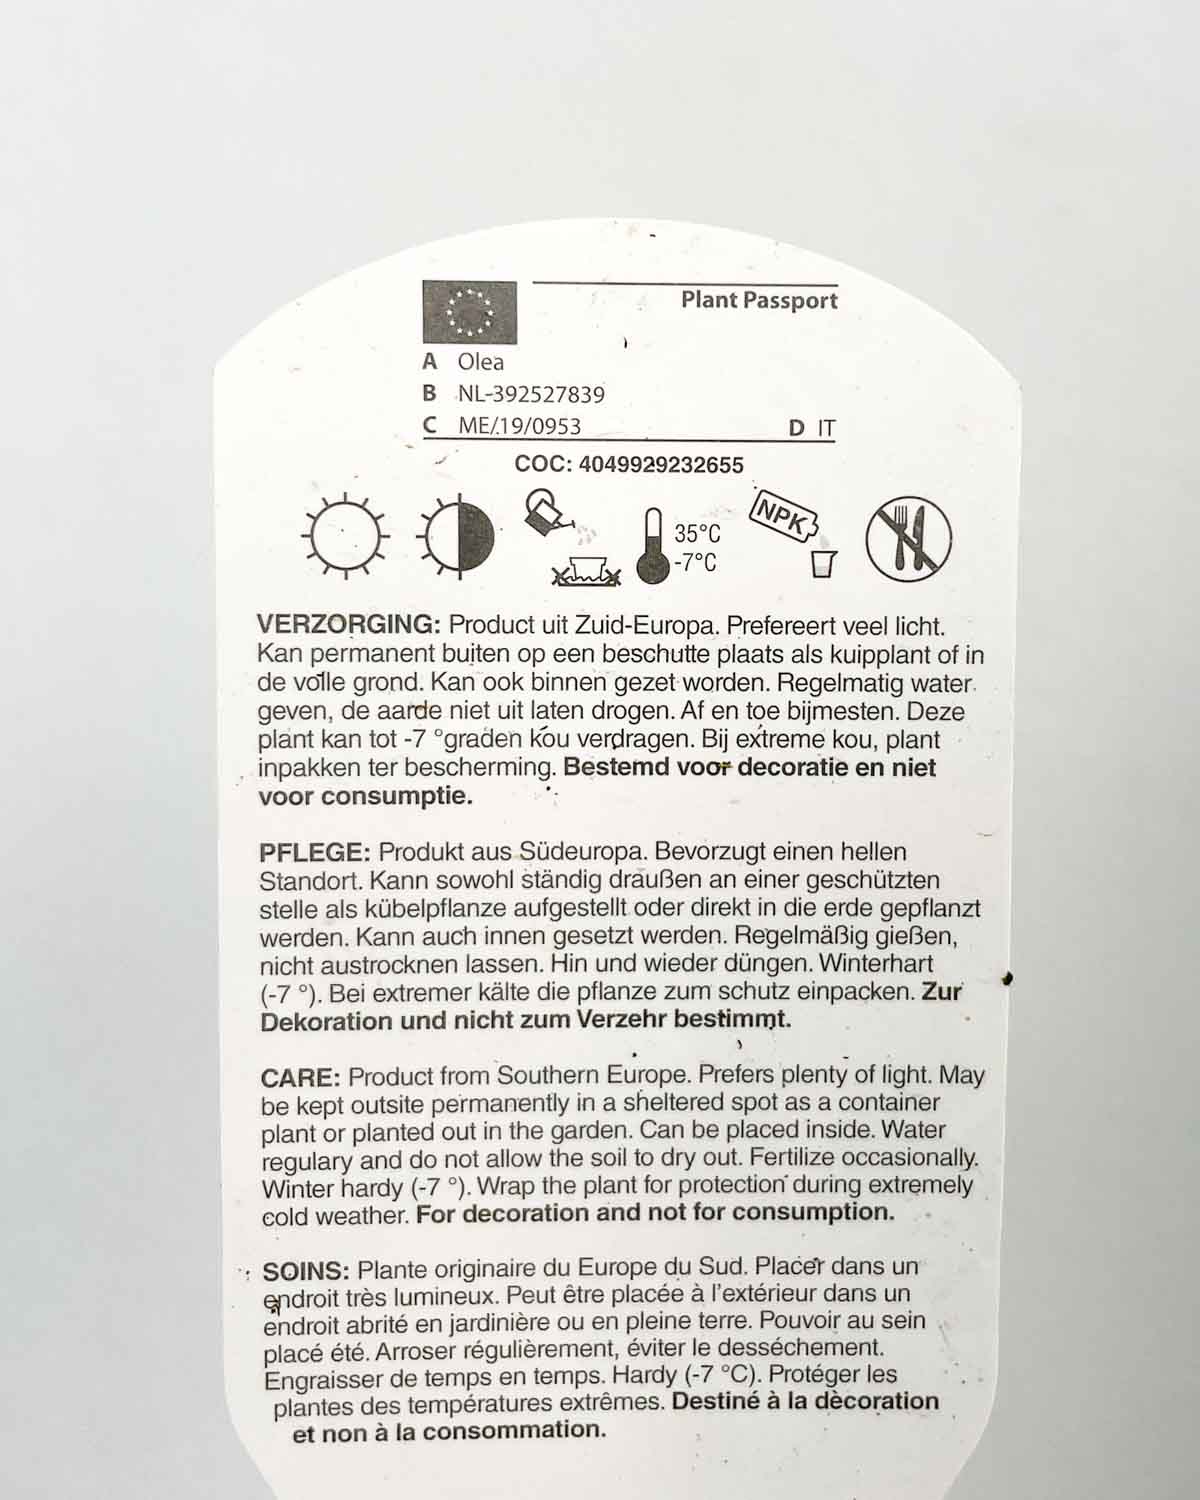 Plant Passport
A Olea
B NL-392527839
C ME/19/0953 D IT
COC: 4049929232655
35°C
-7°C
NPK
VERZORGING: Product uit Zuid-Europa. Prefereert veel licht.
Kan permanent buiten op een beschutte plaats als kuipplant of in
de volle grond. Kan ook binnen gezet worden. Regelmatig water
geven, de aarde niet uit laten drogen. Af en toe bijmesten. Deze
plant kan tot -7 °graden kou verdragen. Bij extreme kou, plant
inpakken ter bescherming. Bestemd voor decoratie en niet
voor consumptie.
PFLEGE: Produkt aus Südeuropa. Bevorzugt einen hellen
Standort. Kann sowohl ständig draußen an einer geschützten
stelle als kübelpflanze aufgestellt oder direkt in die erde gepflanzt
werden. Kann auch innen gesetzt werden. Regelmäßig gießen,
nicht austrocknen lassen. Hin und wieder düngen. Winterhart
(-7 °). Bei extremer kälte die pflanze zum schutz einpacken. Zur
Dekoration und nicht zum Verzehr bestimmt.
CARE: Product from Southern Europe. Prefers plenty of light. May
be kept outsite permanently in a sheltered spot as a container
plant or planted out in the garden. Can be placed inside. Water
regulary and do not allow the soil to dry out. Fertilize occasionally.
Winter hardy (-7 °). Wrap the plant for protection during extremely
cold weather. For decoration and not for consumption.
SOINS: Plante originaire du Europe du Sud. Placer dans un
endroit très lumineux. Peut être placée à l'extérieur dans un
endroit abrité en jardinière ou en pleine terre. Pouvoir au sein
placé été. Arroser régulièrement, éviter le desséchement.
Engraisser de temps en temps. Hardy (-7 °C). Protéger les
plantes des températures extrêmes. Destiné à la dècoration
et non à la consommation.